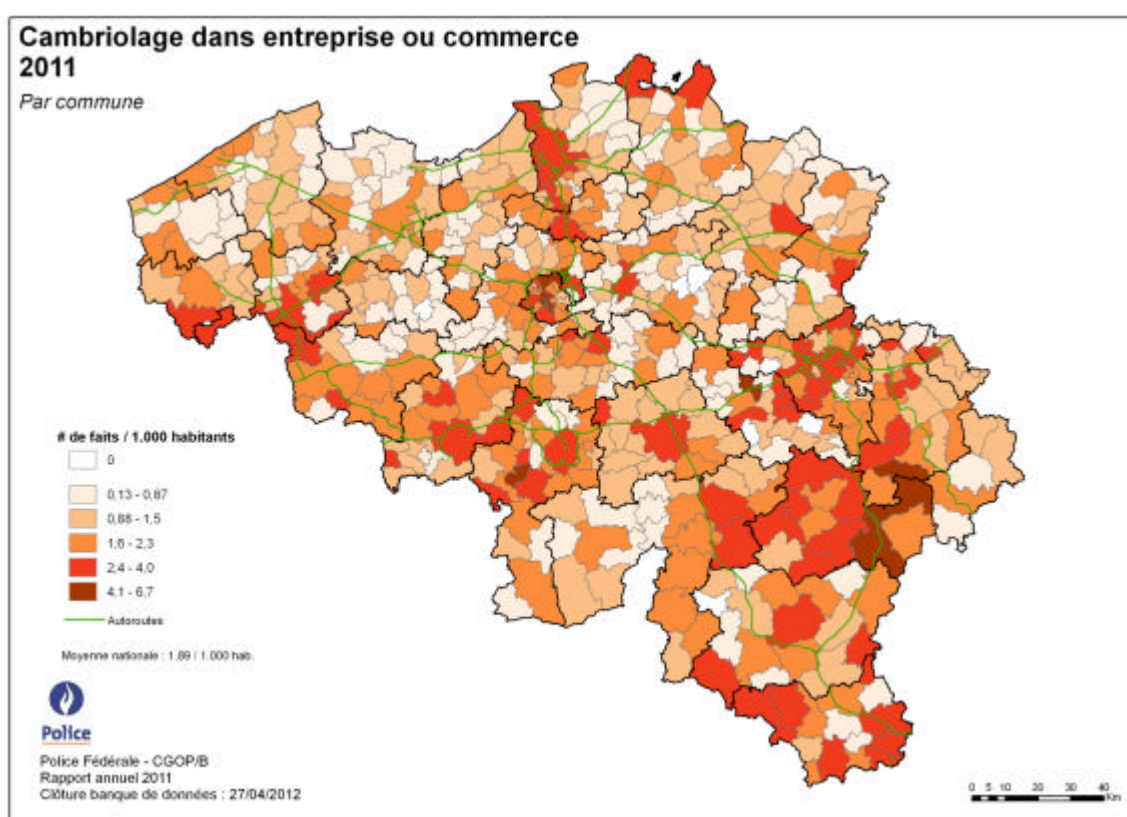 Cambriolage dans entreprise ou commerce
2011
Par commune
# de faits / 1.000 habitants
0
0,13 - 0,87
0,88 - 1,5
1,6 - 2,3
2,4 - 4,0
4,1 - 6,7
Autoroutes
Moyenne nationale : 1,89 / 1.000 hab.
Police
Police Fédérale - CGOP/B
Rapport annuel 2011
Clôture banque de données : 27/04/2012
0 5 10 20 30 40
Km